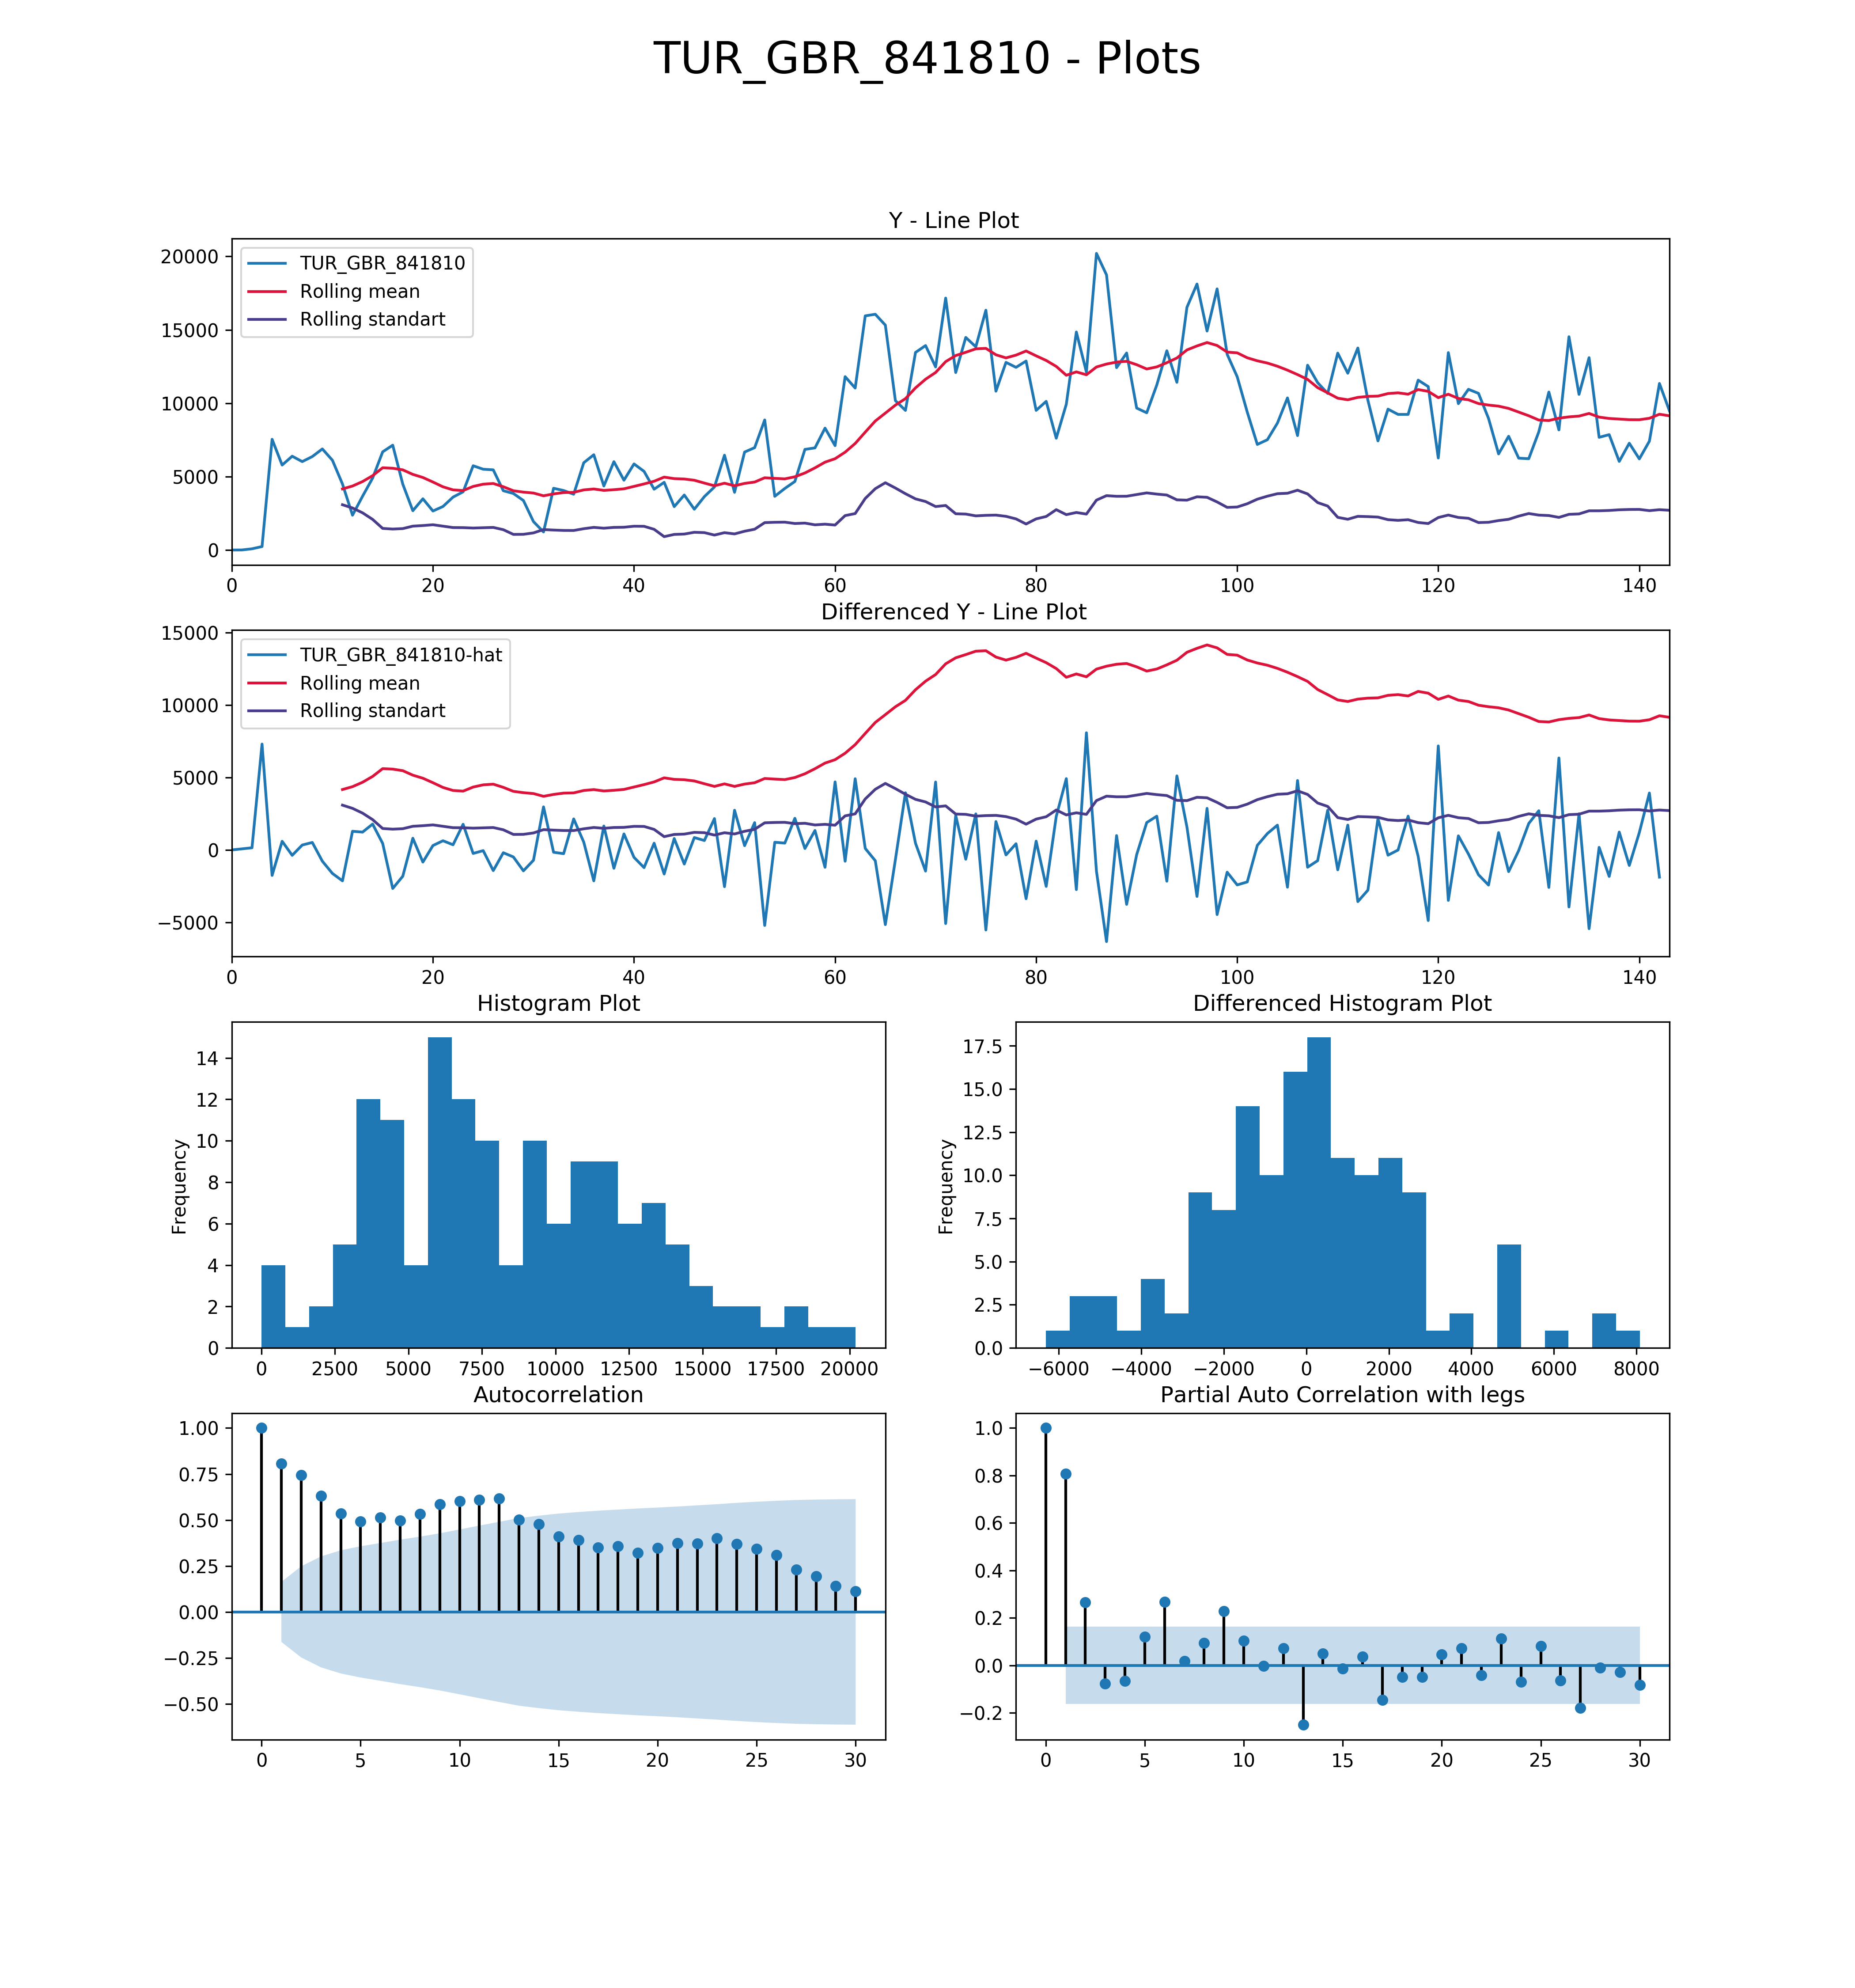 TUR_GBR_841810 - Plots
Y - Line Plot
TUR_GBR_841810
Rolling mean
Rolling standart
20000
15000
10000
5000
0
0 20 40 60 80 100 120 140
Differenced Y - Line Plot
TUR_GBR_841810-hat
Rolling mean
Rolling standart
15000
10000
5000
0
−5000
0 20 40 60 80 100 120 140
Histogram Plot
Frequency
14
12
10
8
6
4
2
0
0 2500 5000 7500 10000 12500 15000 17500 20000
Differenced Histogram Plot
Frequency
17.5
15.0
12.5
10.0
7.5
5.0
2.5
0.0
−6000 −4000 −2000 0 2000 4000 6000 8000
Autocorrelation
1.00
0.75
0.50
0.25
0.00
−0.25
−0.50
0 5 10 15 20 25 30
Partial Auto Correlation with legs
1.0
0.8
0.6
0.4
0.2
0.0
−0.2
0 5 10 15 20 25 30